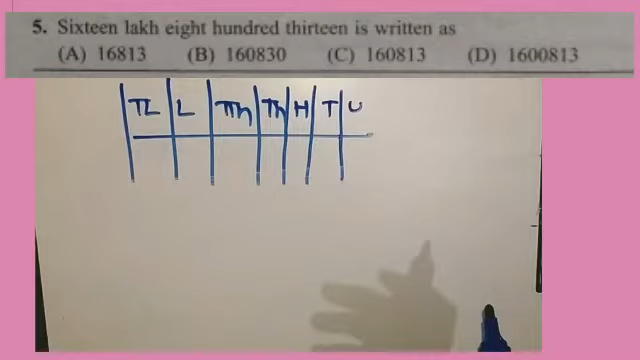 5. Sixteen lakh eight hundred thirteen is written as
(A) 16813 (B) 160830 (C) 160813 (D) 1600813
TL L TTh Th H T U